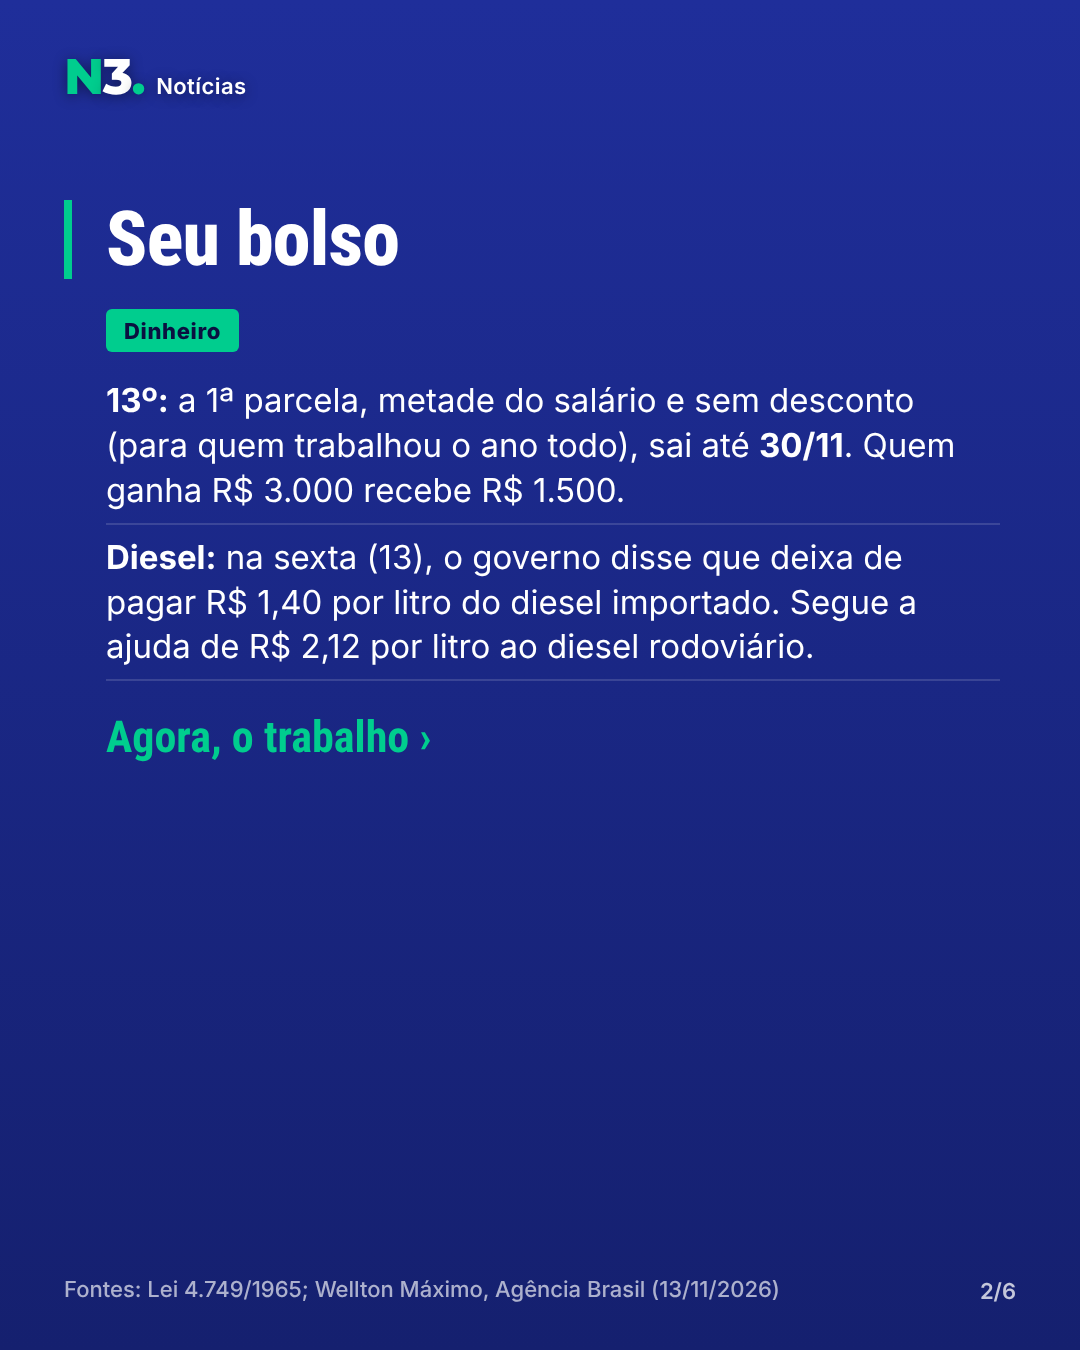 N3. Notícias
Seu bolso
Dinheiro
13º: a 1ª parcela, metade do salário e sem desconto
(para quem trabalhou o ano todo), sai até 30/11. Quem
ganha R$ 3.000 recebe R$ 1.500.
Diesel: na sexta (13), o governo disse que deixa de
pagar R$ 1,40 por litro do diesel importado. Segue a
ajuda de R$ 2,12 por litro ao diesel rodoviário.
Agora, o trabalho ›
Fontes: Lei 4.749/1965; Wellton Máximo, Agência Brasil (13/11/2026)
2/6